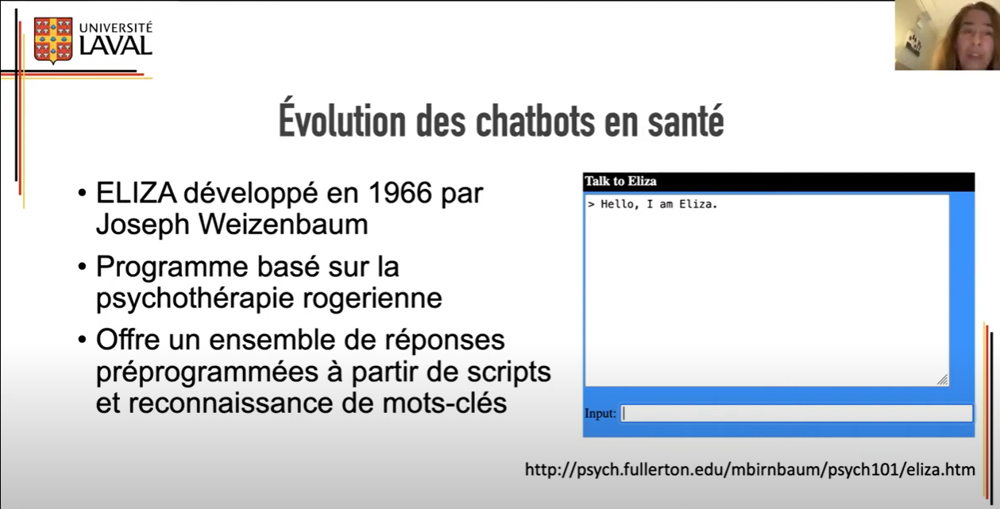 UNIVERSITÉ
LAVAL
Évolution des chatbots en santé
• ELIZA développé en 1966 par
Joseph Weizenbaum
• Programme basé sur la
psychothérapie rogerienne
• Offre un ensemble de réponses
préprogrammées à partir de scripts
et reconnaissance de mots-clés
Talk to Eliza
> Hello, I am Eliza.
Input:
http://psych.fullerton.edu/mbirnbaum/psych101/eliza.htm